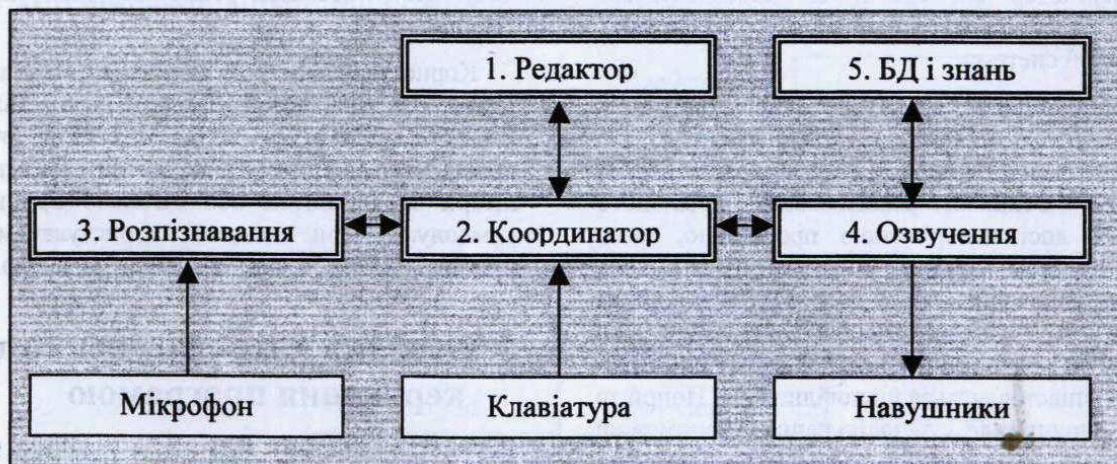 1. Редактор
5. БД і знань
3. Розпізнавання
2. Координатор
4. Озвучення
Мікрофон
Клавіатура
Навушники